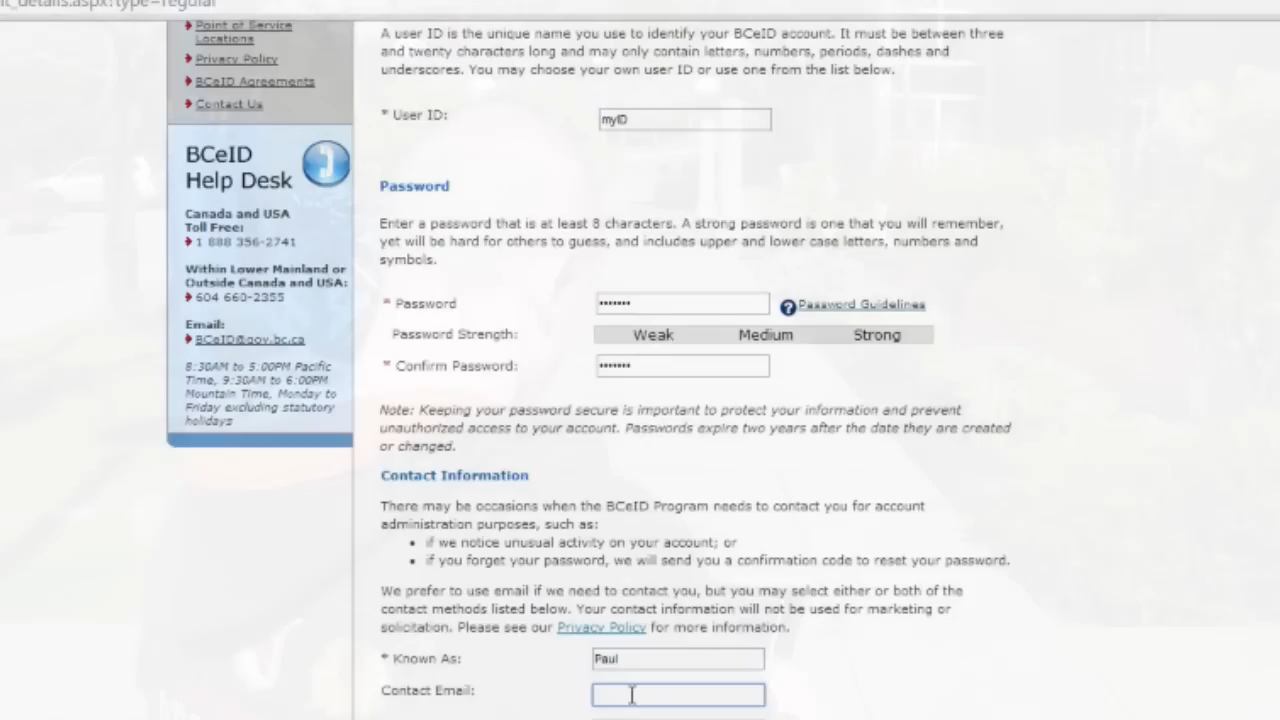 it_details.aspx?type=regular
Point of Service
Locations
Privacy Policy
BCeID Agreements
Contact Us
BCeID
Help Desk
Canada and USA
Toll Free:
1 888 356-2741
Within Lower Mainland or
Outside Canada and USA:
604 660-2355
Email:
BCeID@gov.bc.ca
8:30AM to 5:00PM Pacific
Time, 9:30AM to 6:00PM
Mountain Time, Monday to
Friday excluding statutory
holidays
A user ID is the unique name you use to identify your BCeID account. It must be between three
and twenty characters long and may only contain letters, numbers, periods, dashes and
underscores. You may choose your own user ID or use one from the list below.
* User ID: myID
Password
Enter a password that is at least 8 characters. A strong password is one that you will remember,
yet will be hard for others to guess, and includes upper and lower case letters, numbers and
symbols.
* Password ••••••• ? Password Guidelines
Password Strength: Weak Medium Strong
* Confirm Password: •••••••
Note: Keeping your password secure is important to protect your information and prevent
unauthorized access to your account. Passwords expire two years after the date they are created
or changed.
Contact Information
There may be occasions when the BCeID Program needs to contact you for account
administration purposes, such as:
• if we notice unusual activity on your account; or
• if you forget your password, we will send you a confirmation code to reset your password.
We prefer to use email if we need to contact you, but you may select either or both of the
contact methods listed below. Your contact information will not be used for marketing or
solicitation. Please see our Privacy Policy for more information.
* Known As: Paul
Contact Email: